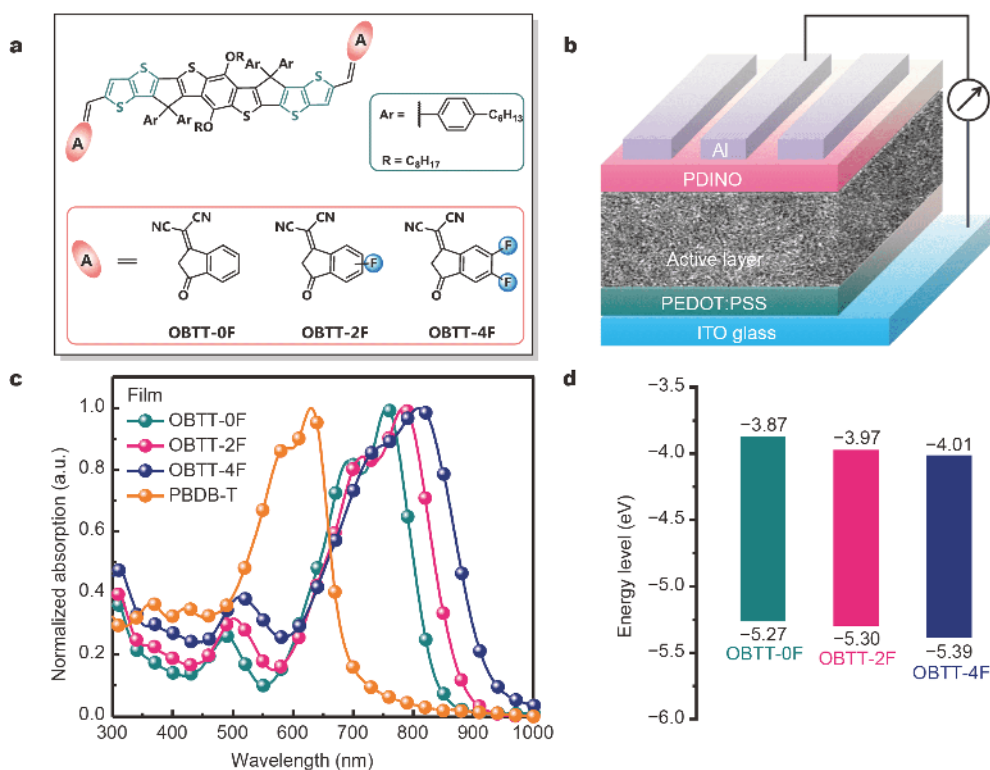 a
A
OR
Ar
Ar
S
S
S
S
S
S
S
S
Ar
Ar
RO
A
Ar =
C₆H₁₃
R = C₈H₁₇
A
=
NC
CN
O
OBTT-0F
NC
CN
F
O
OBTT-2F
NC
CN
F
F
O
OBTT-4F
b
Al
PDINO
Active layer
PEDOT:PSS
ITO glass
c
Film
OBTT-0F
OBTT-2F
OBTT-4F
PBDB-T
Normalized absorption (a.u.)
1.0
0.8
0.6
0.4
0.2
0.0
300 400 500 600 700 800 900 1000
Wavelength (nm)
d
Energy level (eV)
−3.5
−4.0
−4.5
−5.0
−5.5
−6.0
−3.87
−3.97
−4.01
−5.27
−5.30
−5.39
OBTT-0F
OBTT-2F
OBTT-4F